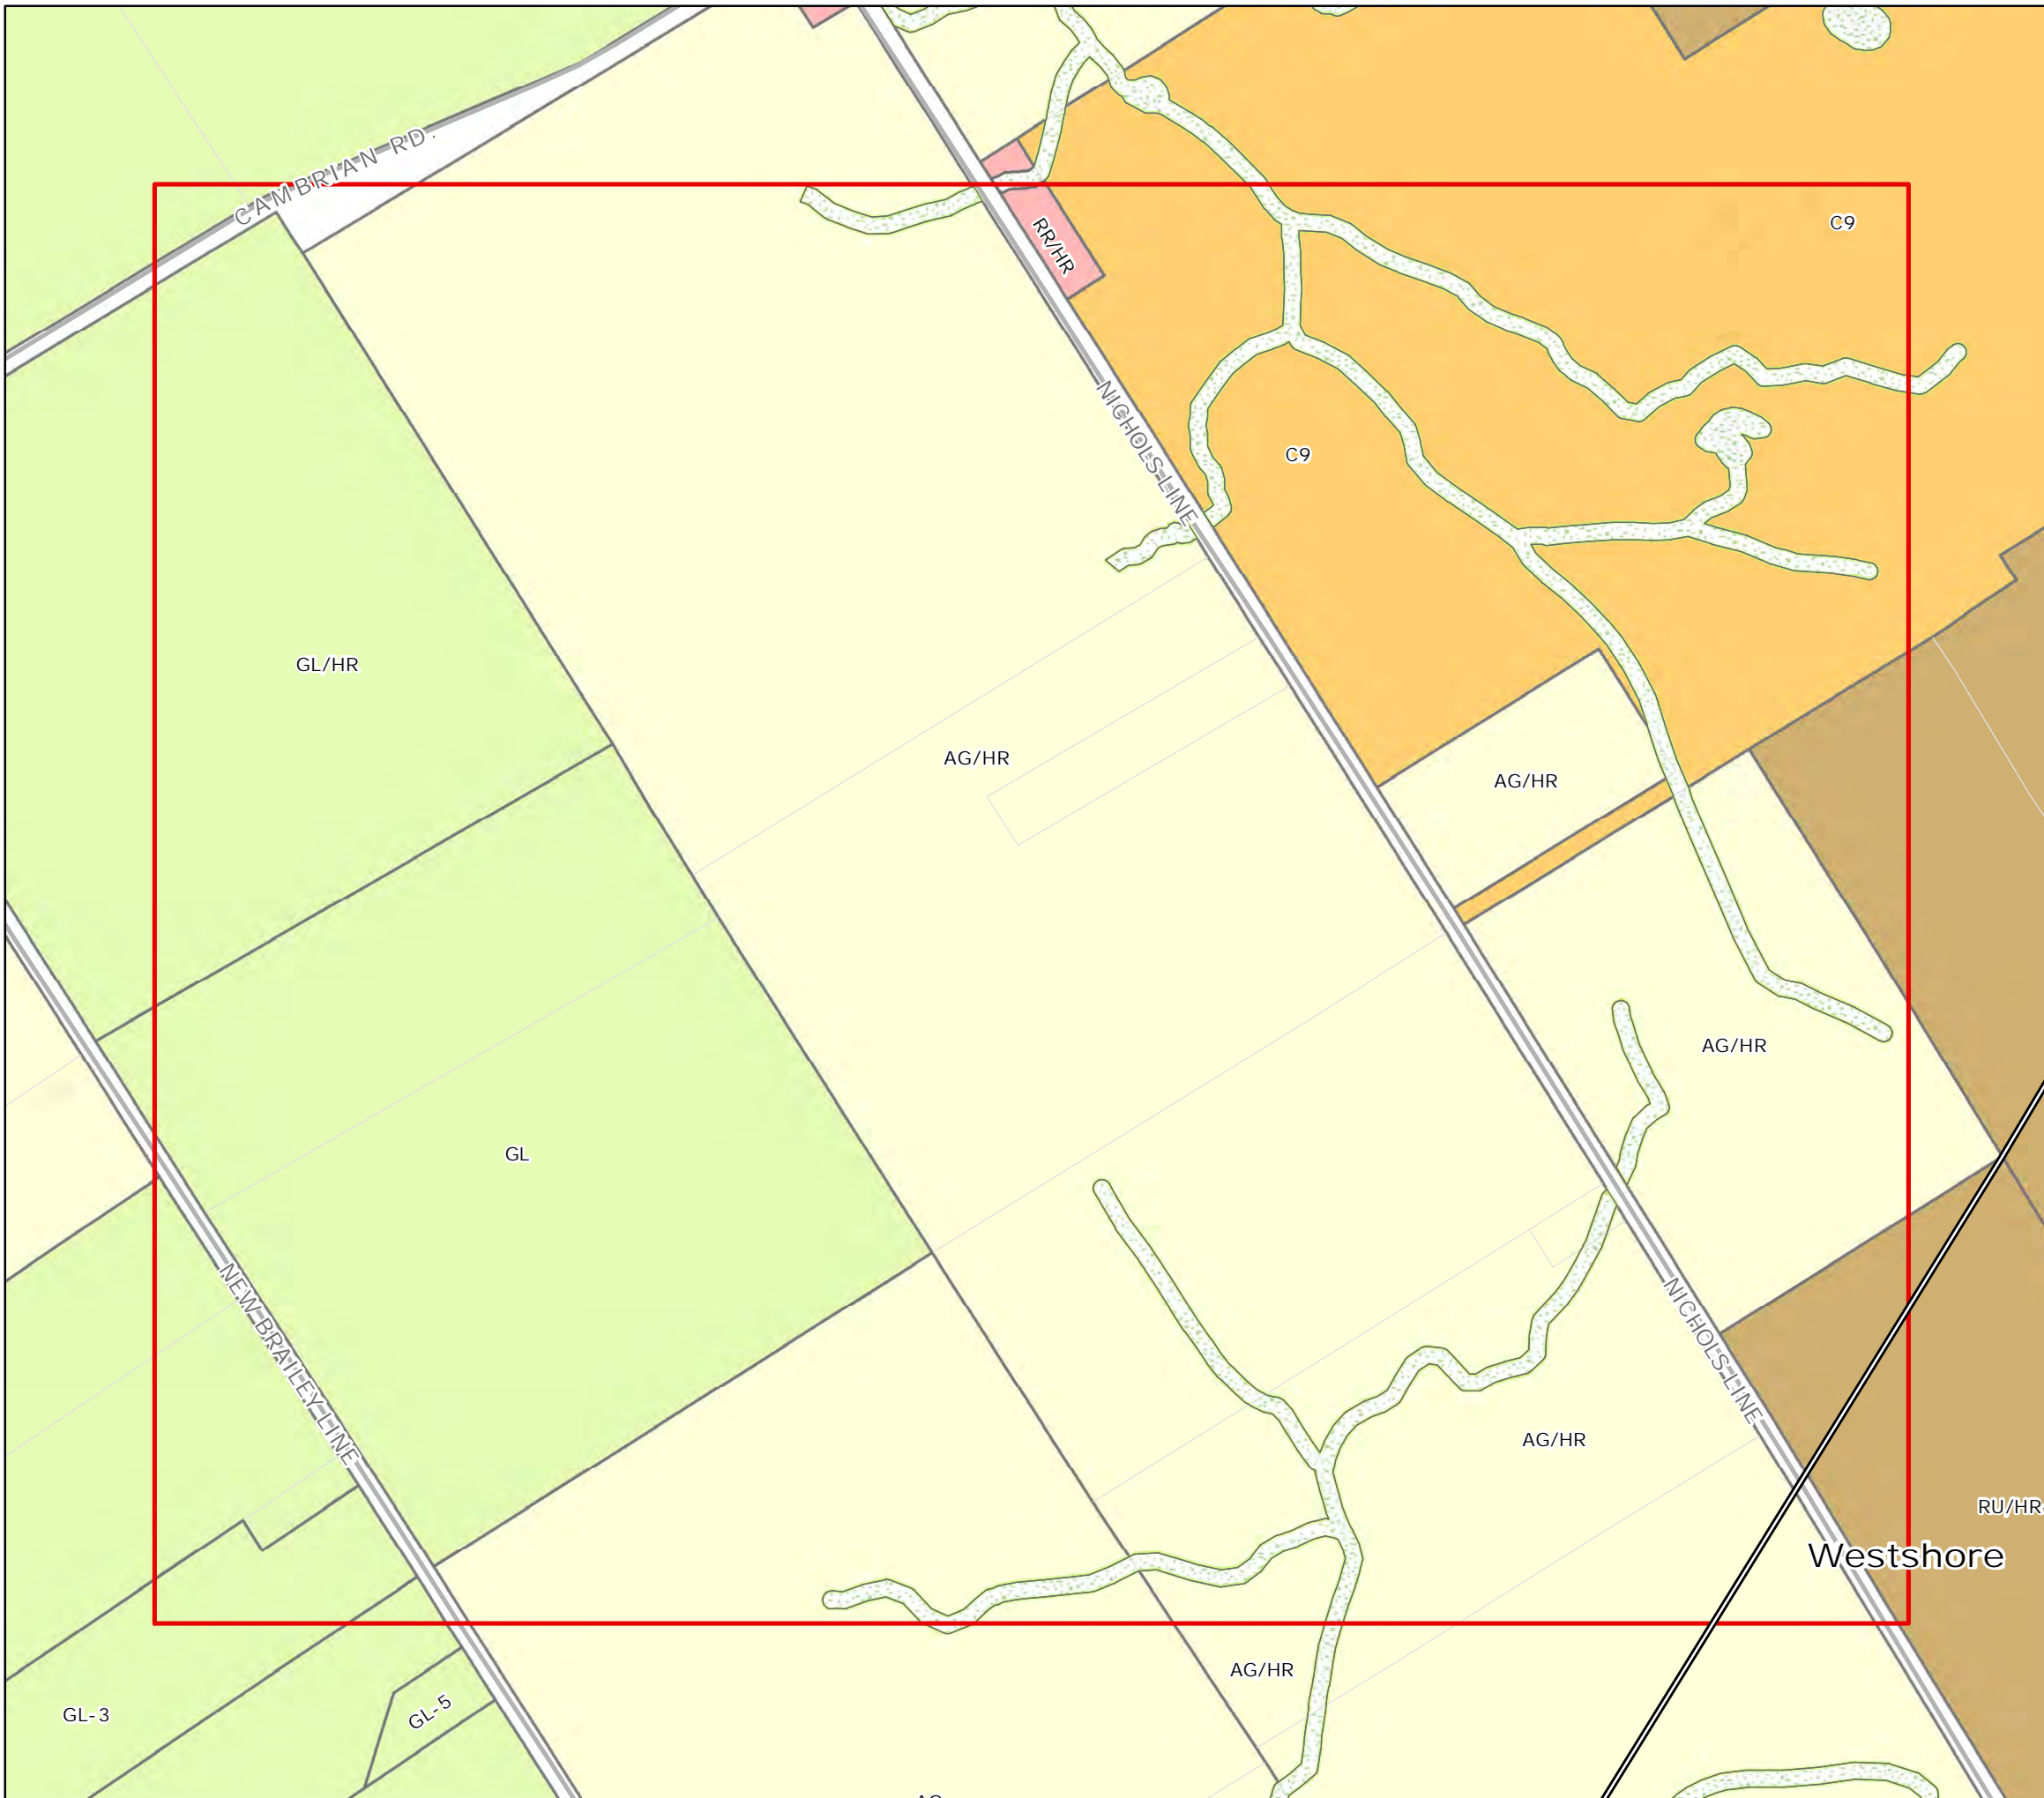 CAMBRIAN RD.
C9
RR/HR
NICHOLS LINE
C9
GL/HR
AG/HR
AG/HR
AG/HR
GL
NEW BRAILEY LINE
NICHOLS LINE
AG/HR
RU/HR
Westshore
AG/HR
GL-3
GL-5